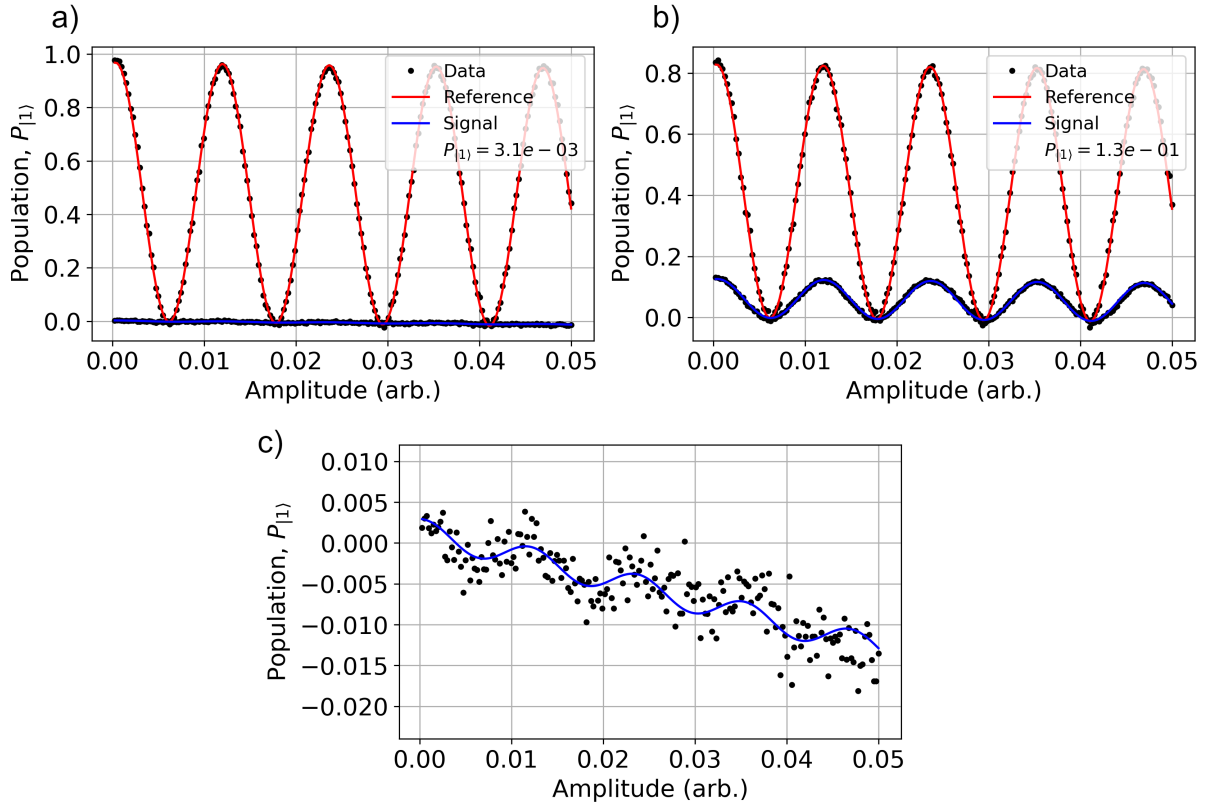 a)
Population, P|1⟩
1.0
0.8
0.6
0.4
0.2
0.0
Data
Reference
Signal
P|1⟩ = 3.1e − 03
0.00 0.01 0.02 0.03 0.04 0.05
Amplitude (arb.)
b)
Population, P|1⟩
0.8
0.6
0.4
0.2
0.0
Data
Reference
Signal
P|1⟩ = 1.3e − 01
0.00 0.01 0.02 0.03 0.04 0.05
Amplitude (arb.)
c)
Population, P|1⟩
0.010
0.005
0.000
−0.005
−0.010
−0.015
−0.020
0.00 0.01 0.02 0.03 0.04 0.05
Amplitude (arb.)